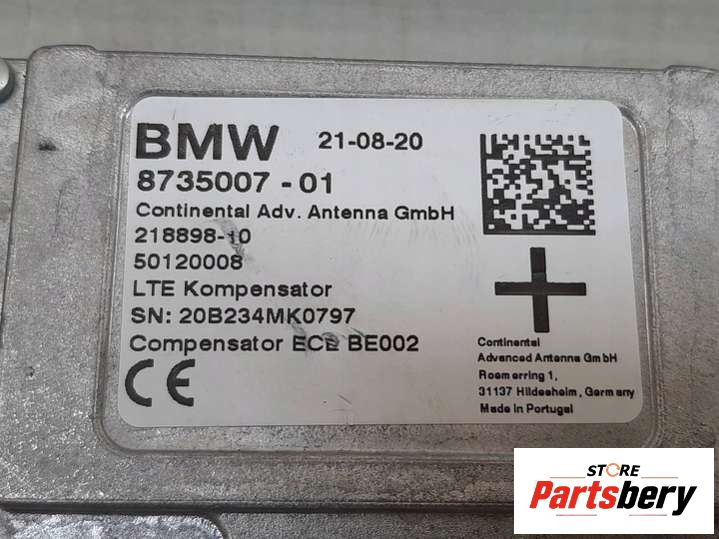 BMW 21-08-20
8735007 - 01
Continental Adv. Antenna GmbH
218898-10
50120008
LTE Kompensator
SN: 20B234MK0797
Compensator ECE BE002
CE
Continental
Advanced Antenna GmbH
Roemerring 1,
31137 Hildesheim, Germany
Made in Portugal
STORE
Partsbery